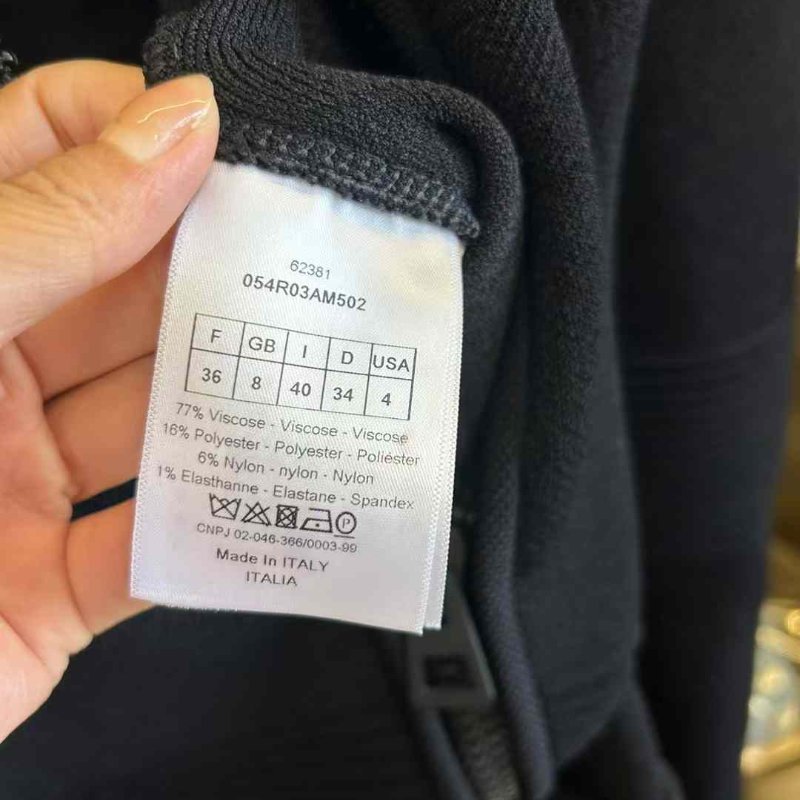 62381
054R03AM502
F GB I D USA
36 8 40 34 4
77% Viscose - Viscose - Viscose
16% Polyester - Polyester - Poliéster
6% Nylon - nylon - Nylon
1% Elasthanne - Elastane - Spandex
P
CNPJ 02-046-366/0003-99
Made In ITALY
ITALIA